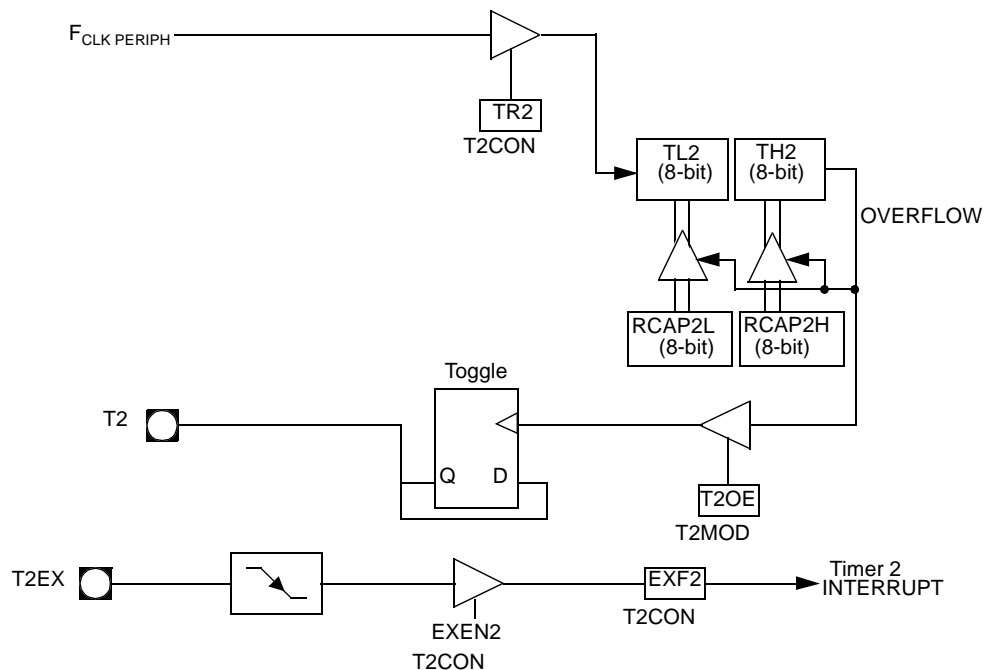 FCLK PERIPH
TR2
T2CON
TL2
(8-bit)
TH2
(8-bit)
OVERFLOW
RCAP2L
(8-bit)
RCAP2H
(8-bit)
Toggle
T2
Q
D
T2OE
T2MOD
T2EX
EXEN2
T2CON
EXF2
T2CON
Timer 2
INTERRUPT